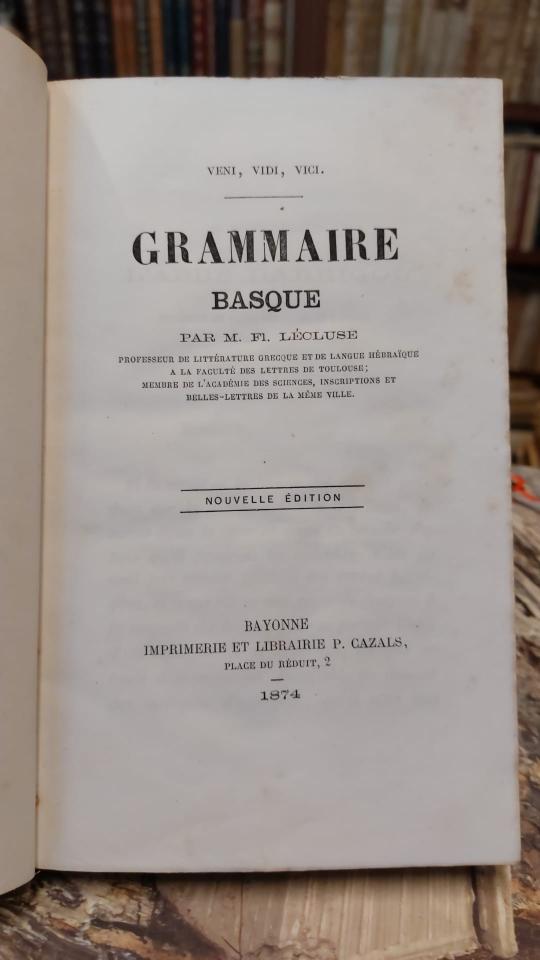 VENI, VIDI, VICI.
GRAMMAIRE
BASQUE
PAR M. Fl. LÉCLUSE
PROFESSEUR DE LITTÉRATURE GRECQUE ET DE LANGUE HÉBRAÏQUE
A LA FACULTÉ DES LETTRES DE TOULOUSE;
MEMBRE DE L'ACADÉMIE DES SCIENCES, INSCRIPTIONS ET
BELLES-LETTRES DE LA MÊME VILLE.
NOUVELLE ÉDITION
BAYONNE
IMPRIMERIE ET LIBRAIRIE P. CAZALS,
PLACE DU RÉDUIT, 2
1874